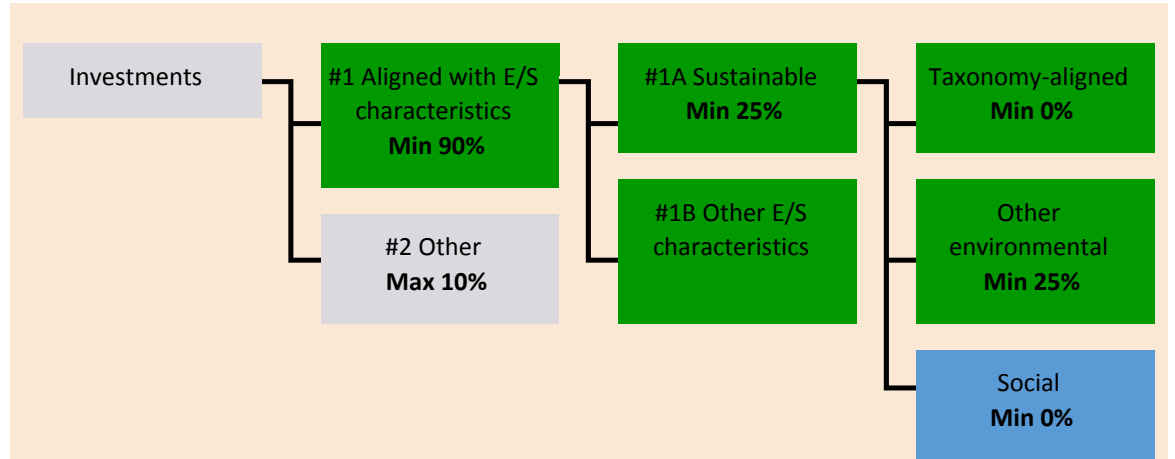 Investments
#1 Aligned with E/S
characteristics
Min 90%
#2 Other
Max 10%
#1A Sustainable
Min 25%
#1B Other E/S
characteristics
Taxonomy-aligned
Min 0%
Other
environmental
Min 25%
Social
Min 0%